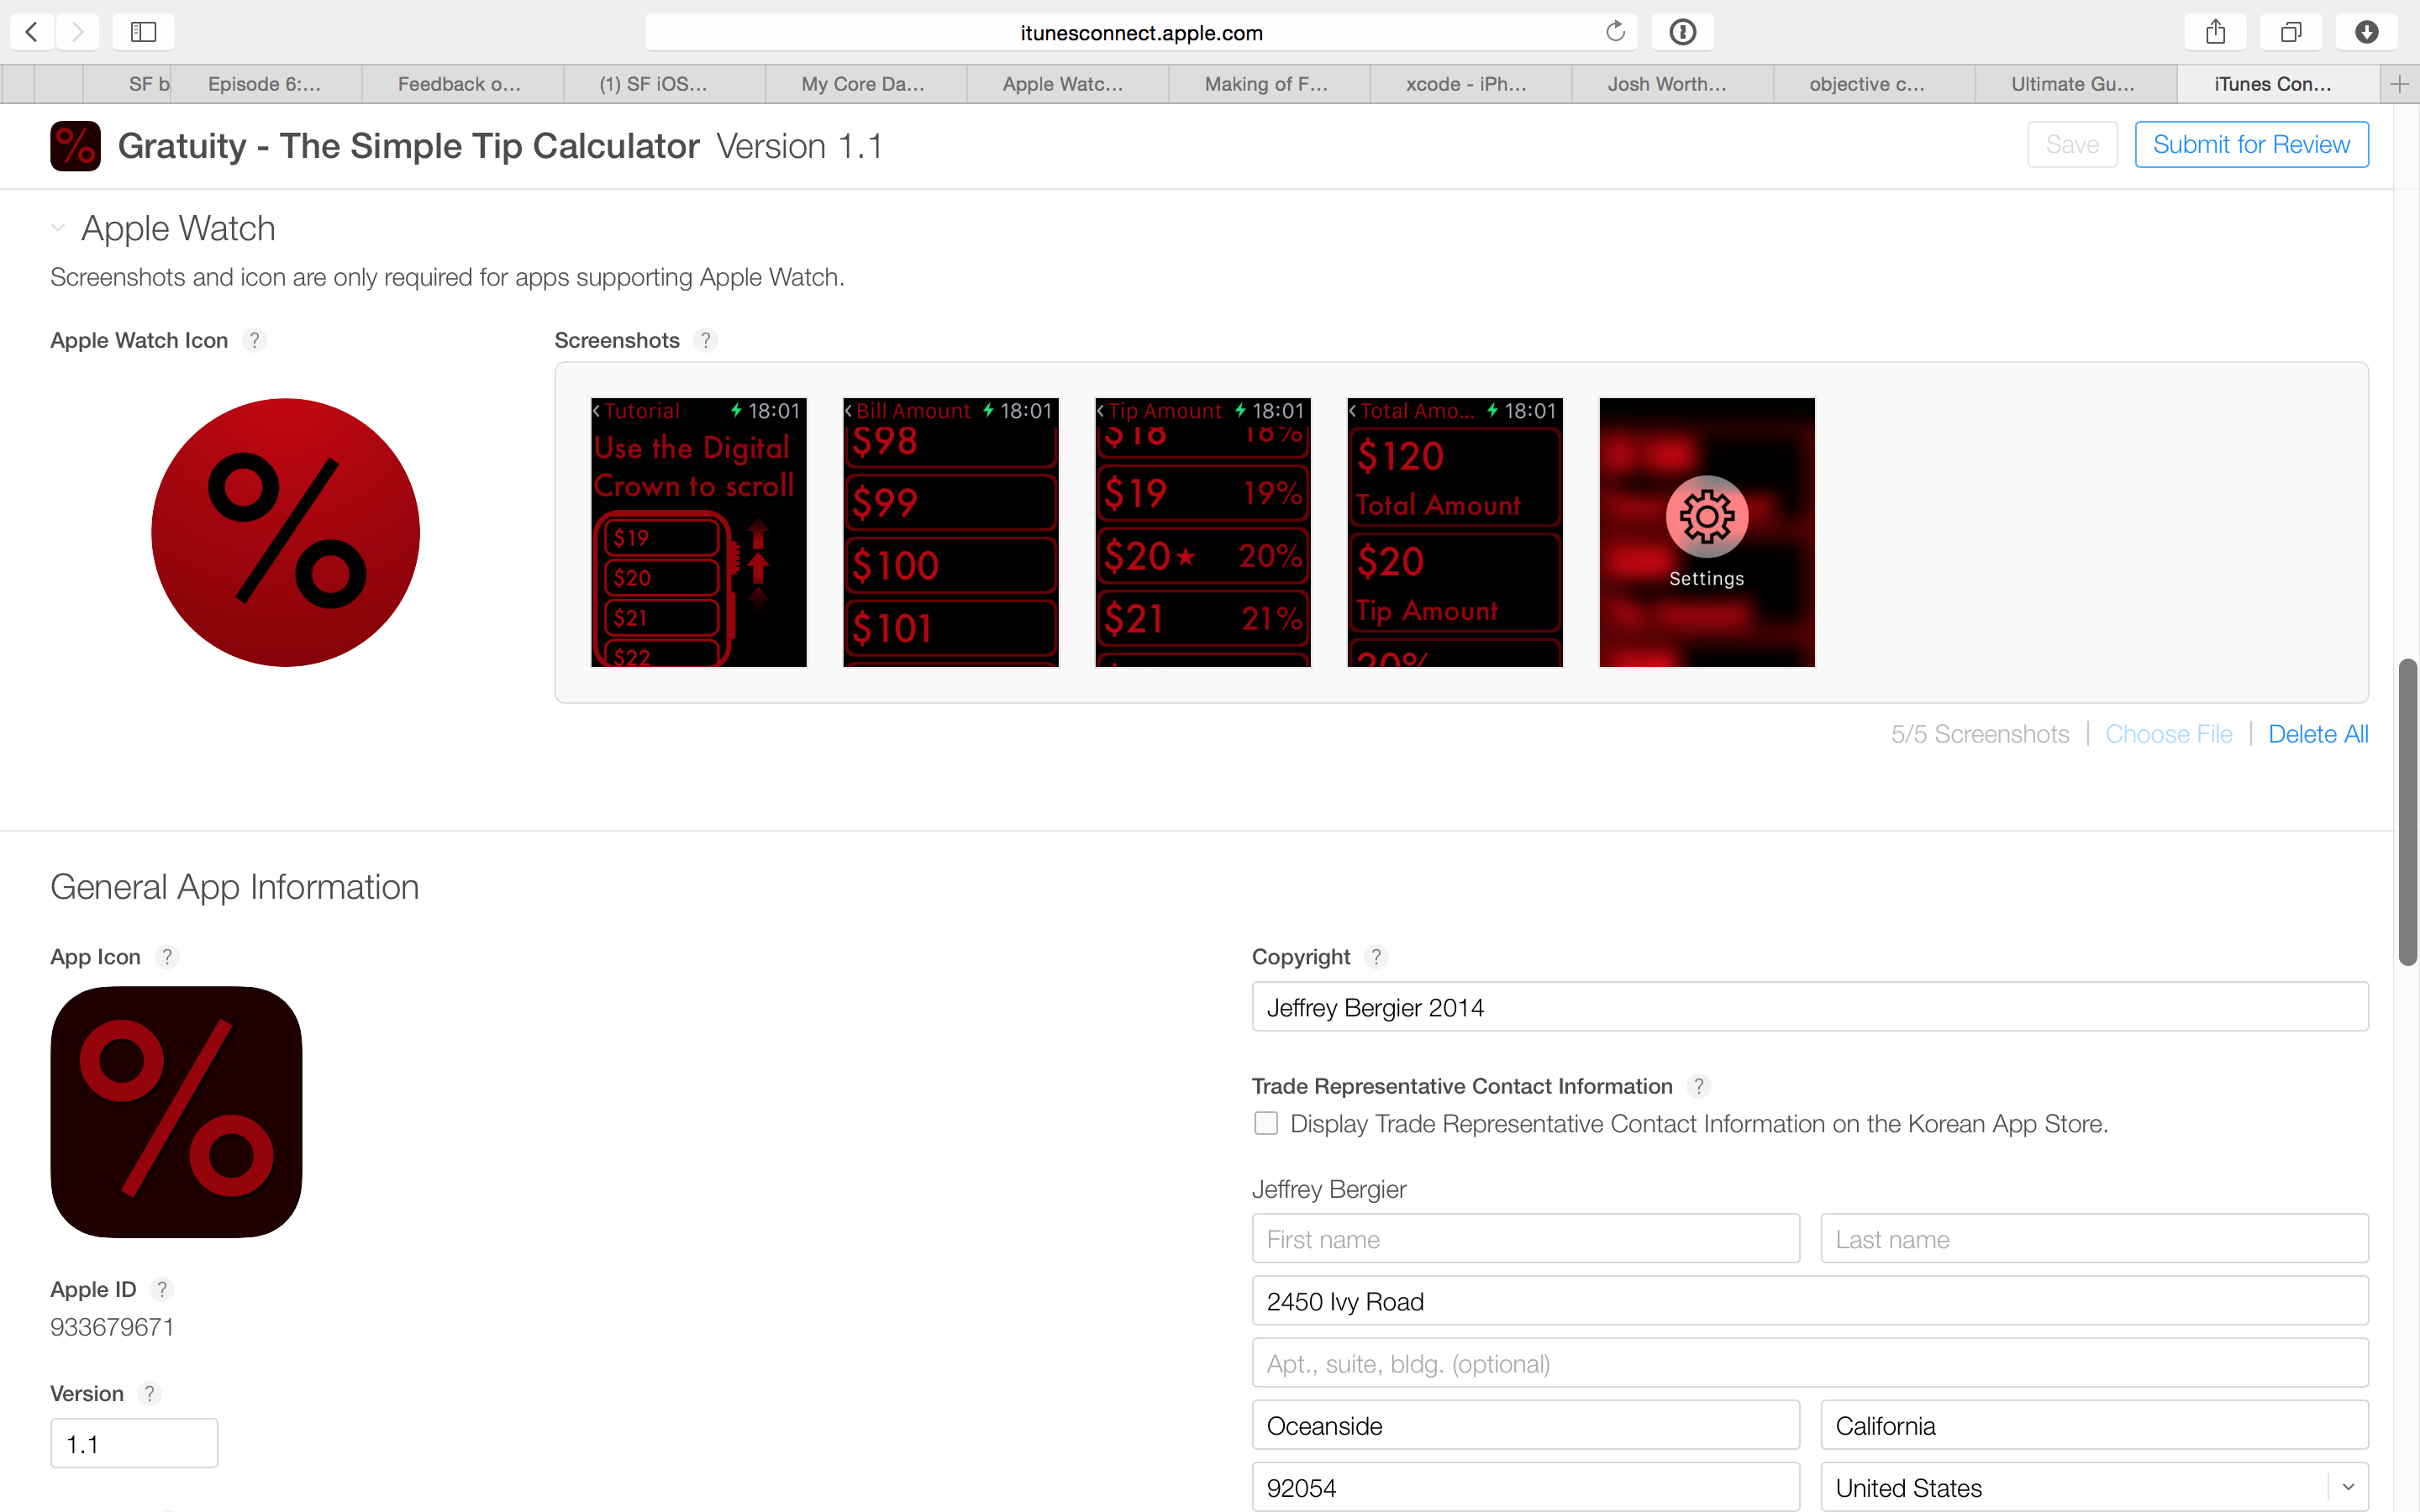 itunesconnect.apple.com
SF b
Episode 6:...
Feedback o...
(1) SF iOS...
My Core Da...
Apple Watc...
Making of F...
xcode - iPh...
Josh Worth...
objective c...
Ultimate Gu...
iTunes Con...
Gratuity - The Simple Tip Calculator Version 1.1
Save
Submit for Review
Apple Watch
Screenshots and icon are only required for apps supporting Apple Watch.
Apple Watch Icon ?
Screenshots ?
%
<Tutorial 18:01
Use the Digital
Crown to scroll
$19
$20
$21
$22
<Bill Amount 18:01
$98
$99
$100
$101
<Tip Amount 18:01
$18 18%
$19 19%
$20★ 20%
$21 21%
<Total Amo... 18:01
$120
Total Amount
$20
Tip Amount
20%
Settings
5/5 Screenshots | Choose File | Delete All
General App Information
App Icon ?
%
Apple ID ?
933679671
Version ?
1.1
Copyright ?
Jeffrey Bergier 2014
Trade Representative Contact Information ?
Display Trade Representative Contact Information on the Korean App Store.
Jeffrey Bergier
First name
Last name
2450 Ivy Road
Apt., suite, bldg. (optional)
Oceanside
California
92054
United States